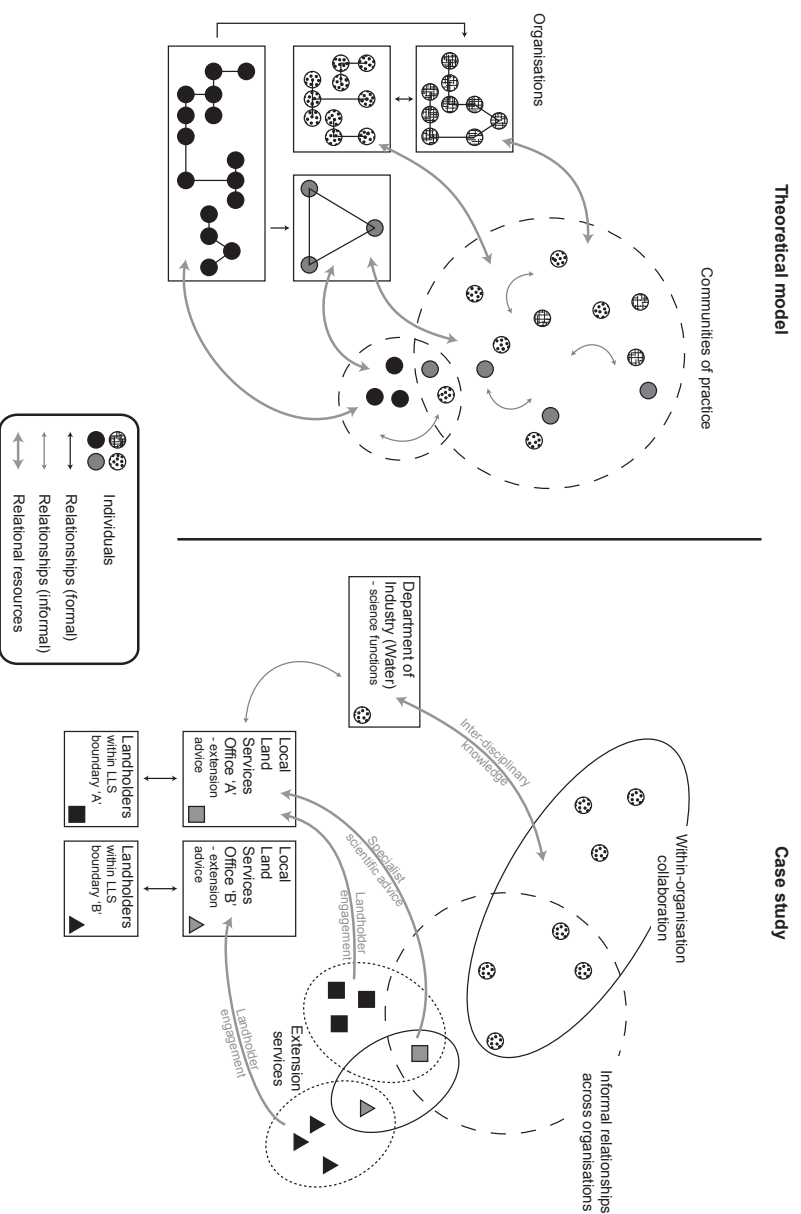 Theoretical model
Organisations
Communities of practice
Individuals
Relationships (formal)
Relationships (informal)
Relational resources
Case study
Within-organisation
collaboration
Informal relationships
across organisations
Inter-disciplinary
knowledge
Department of
Industry (Water)
- science functions
Specialist
scientific advice
Landholder
engagement
Local
Land
Services
Office ‘A’
- extension
advice
Local
Land
Services
Office ‘B’
- extension
advice
Extension
services
Landholder
engagement
Landholders
within LLS
boundary ‘A’
Landholders
within LLS
boundary ‘B’